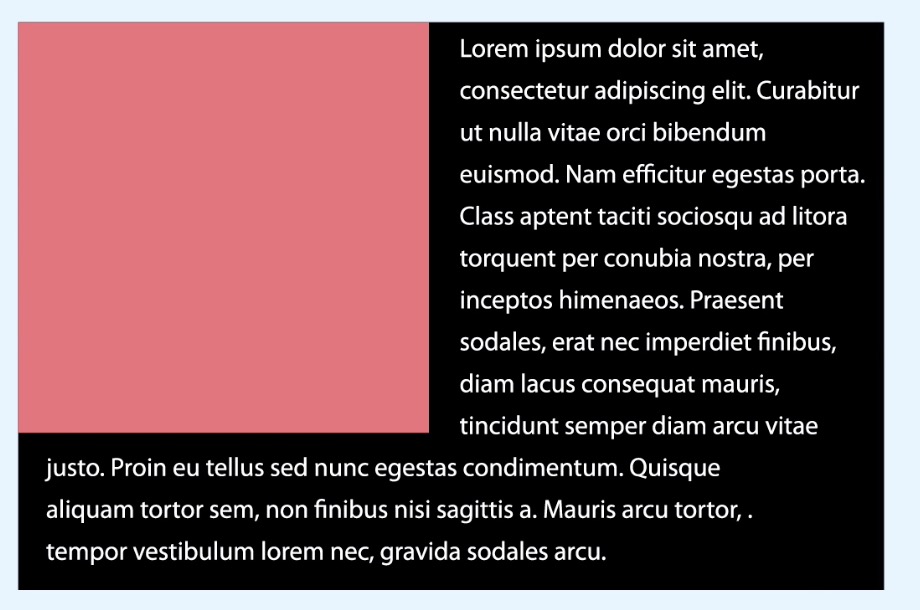 Lorem ipsum dolor sit amet,
consectetur adipiscing elit. Curabitur
ut nulla vitae orci bibendum
euismod. Nam efficitur egestas porta.
Class aptent taciti sociosqu ad litora
torquent per conubia nostra, per
inceptos himenaeos. Praesent
sodales, erat nec imperdiet finibus,
diam lacus consequat mauris,
tincidunt semper diam arcu vitae
justo. Proin eu tellus sed nunc egestas condimentum. Quisque
aliquam tortor sem, non finibus nisi sagittis a. Mauris arcu tortor, .
tempor vestibulum lorem nec, gravida sodales arcu.